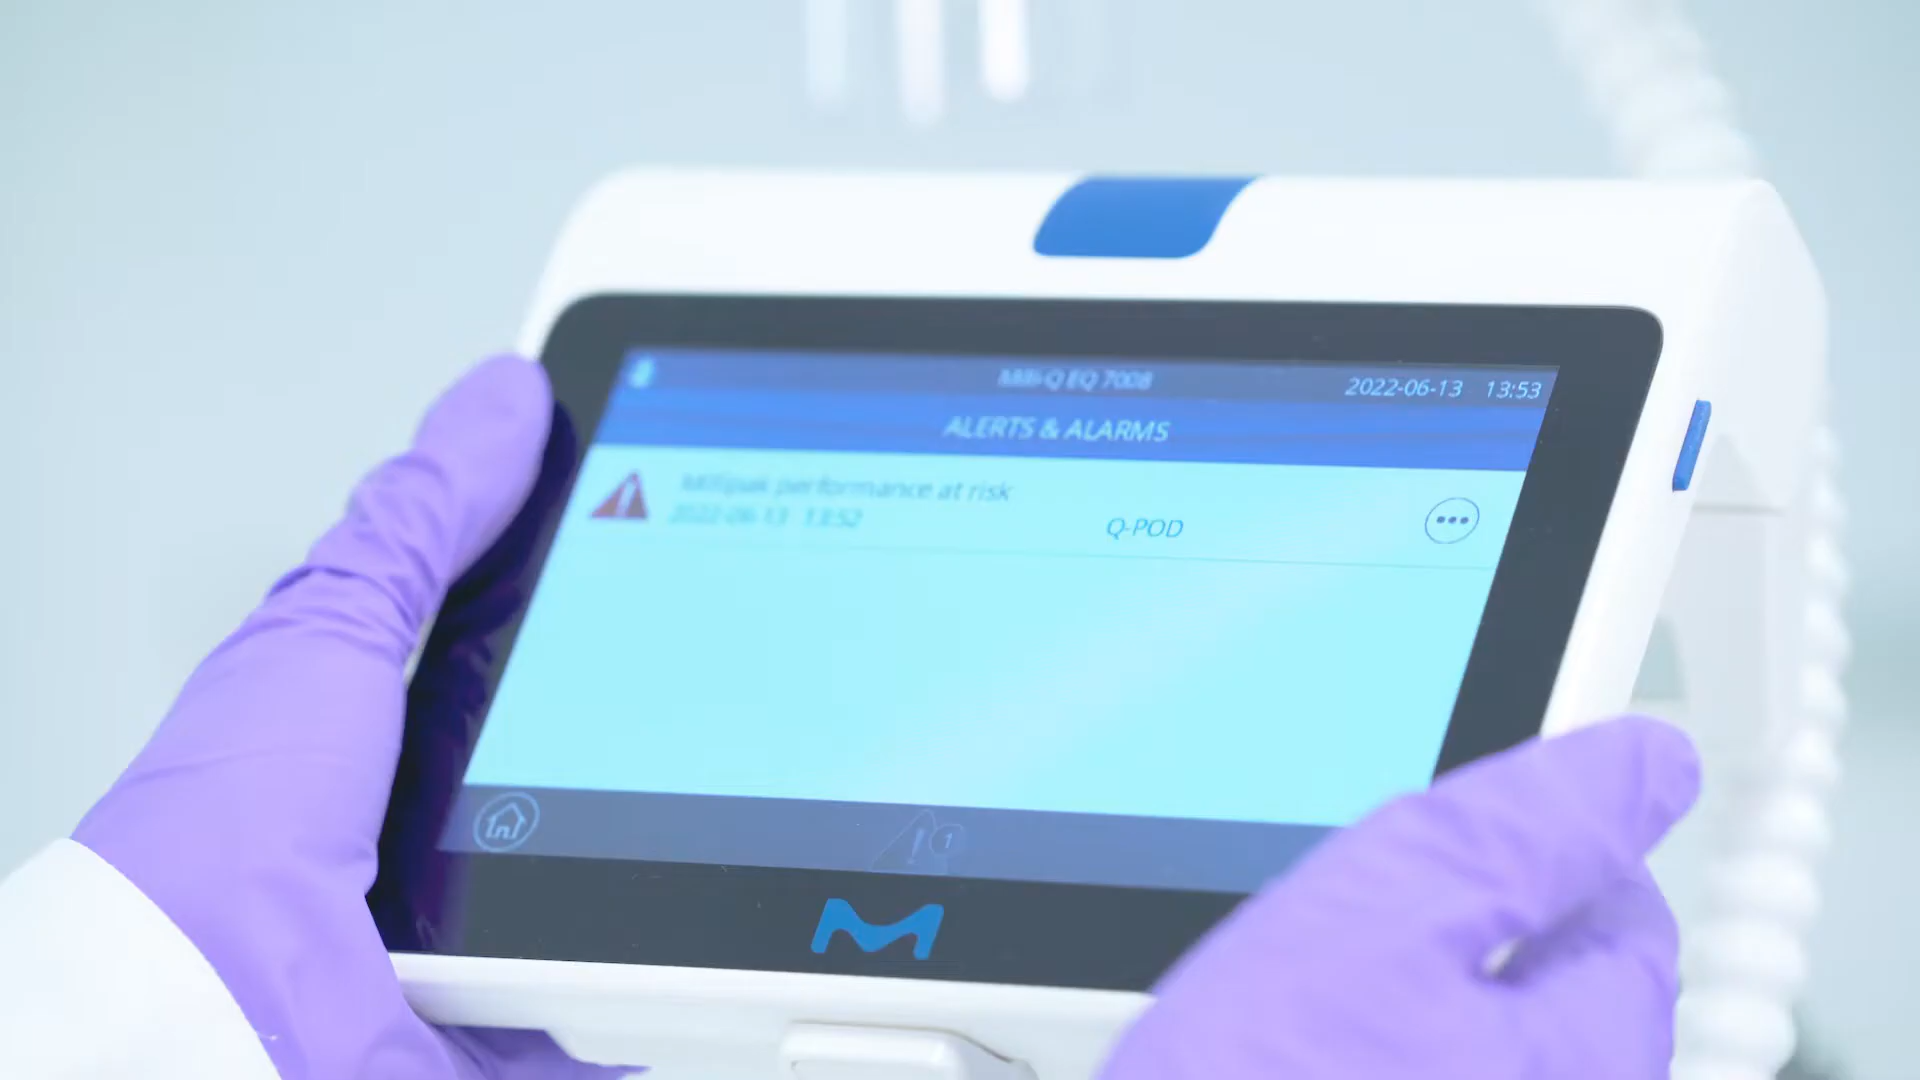 Milli-Q EQ 7008
2022-06-13 13:53
ALERTS & ALARMS
Millipak performance at risk
2022-06-13 13:52
Q-POD
1